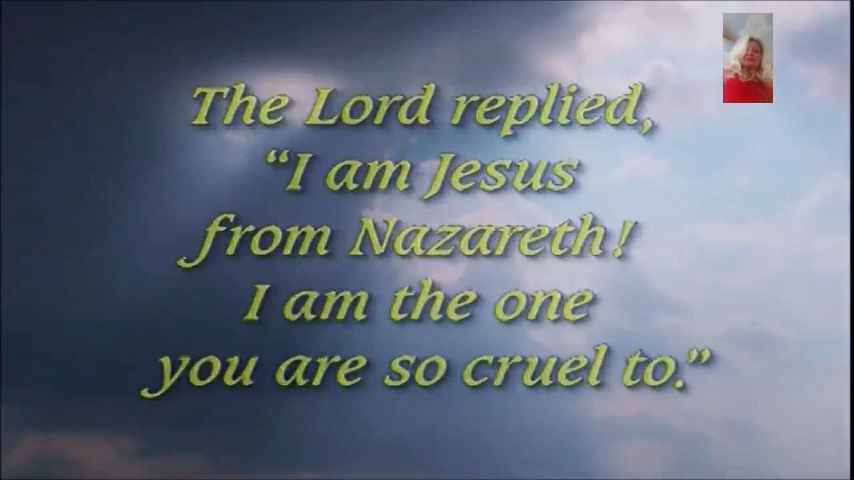 The Lord replied,
“I am Jesus
from Nazareth!
I am the one
you are so cruel to.”